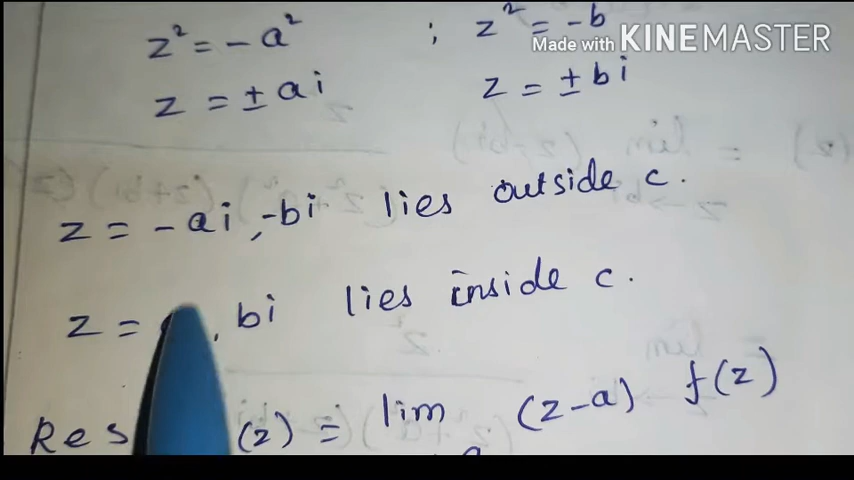 z² = -a² ; z² = -b
Made with KINEMASTER
z = ± ai z = ± bi
z = -ai, -bi lies outside c.
z = , bi lies inside c.
Res (z) = lim (z-a) f(z)